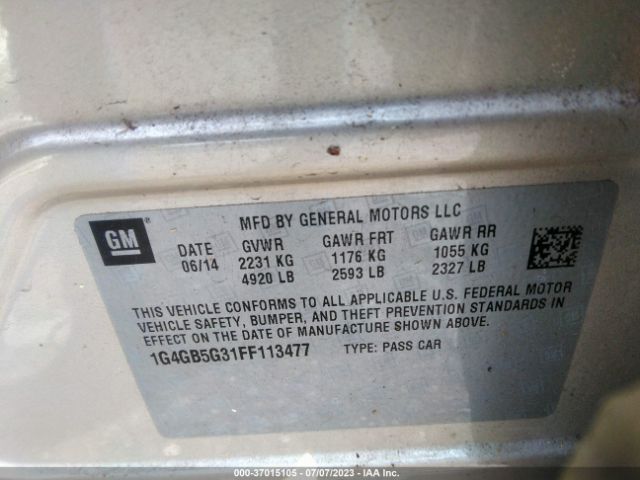 MFD BY GENERAL MOTORS LLC
GM
DATE GVWR GAWR FRT GAWR RR
06/14 2231 KG 1176 KG 1055 KG
4920 LB 2593 LB 2327 LB
THIS VEHICLE CONFORMS TO ALL APPLICABLE U.S. FEDERAL MOTOR
VEHICLE SAFETY, BUMPER, AND THEFT PREVENTION STANDARDS IN
EFFECT ON THE DATE OF MANUFACTURE SHOWN ABOVE.
1G4GB5G31FF113477 TYPE: PASS CAR
000-37015105 - 07/07/2023 - IAA Inc.